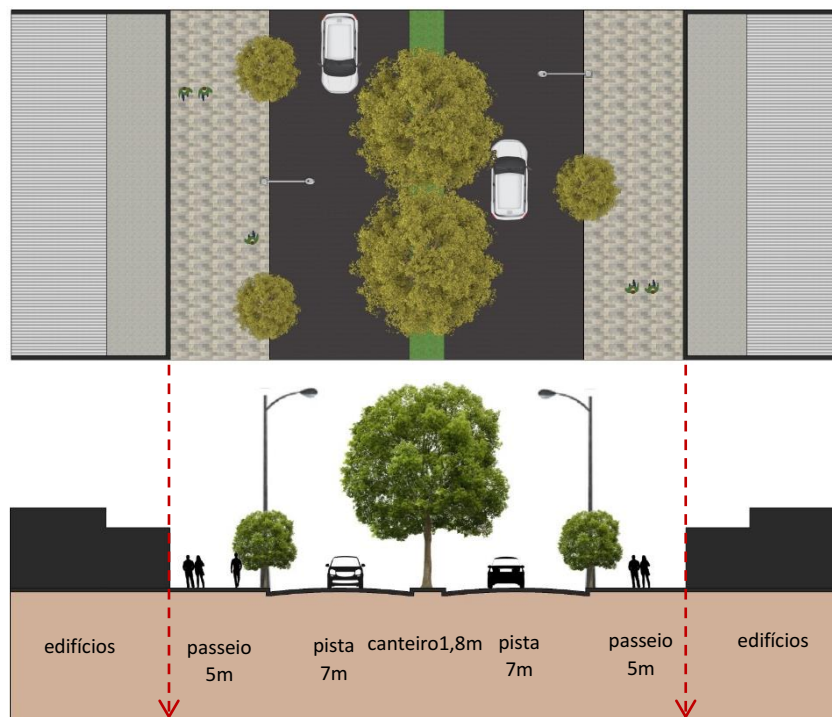 edifícios
passeio
5m
pista
7m
canteiro1,8m
pista
7m
passeio
5m
edifícios